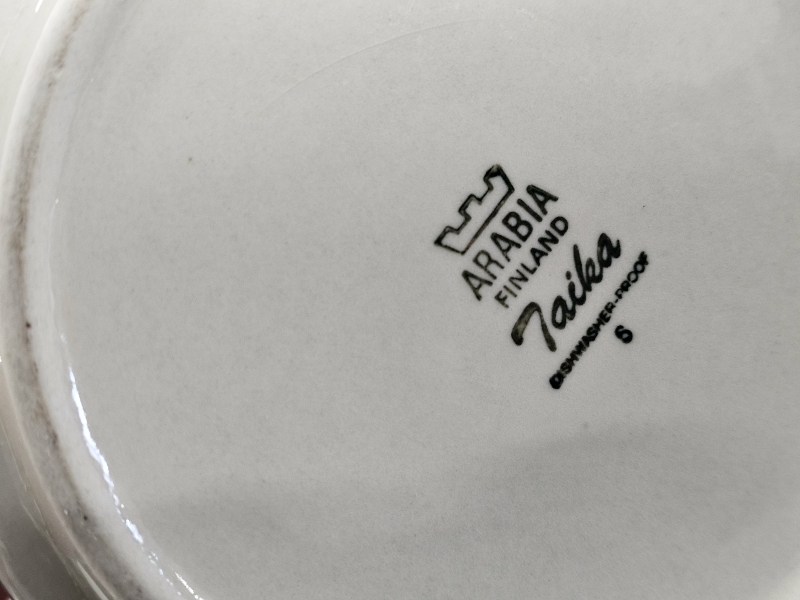 ARABIA
FINLAND
Taika
DISHWASHER-PROOF
S